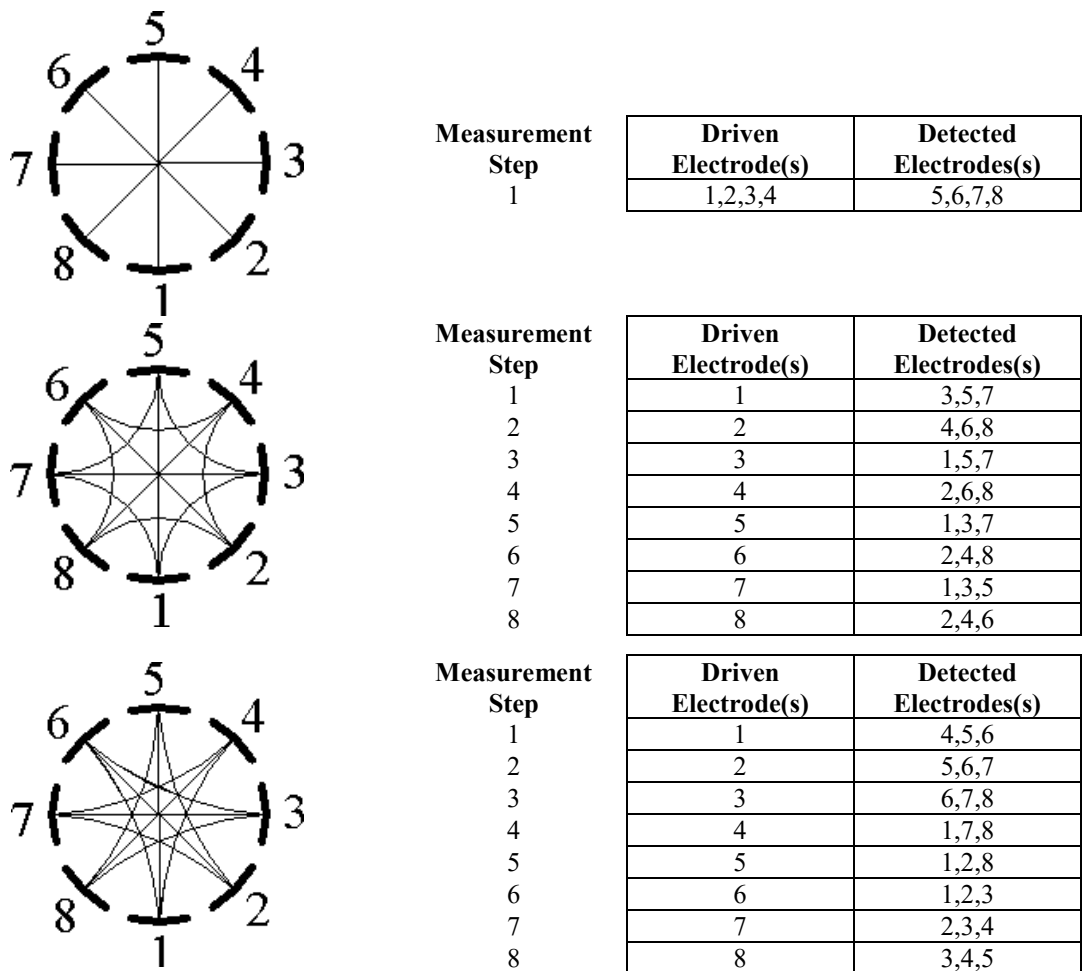 5
6 4
7 3
8 2
1
Measurement Step Driven Electrode(s) Detected Electrodes(s)
1 1,2,3,4 5,6,7,8
5
6 4
7 3
8 2
1
Measurement Step Driven Electrode(s) Detected Electrodes(s)
1 1 3,5,7
2 2 4,6,8
3 3 1,5,7
4 4 2,6,8
5 5 1,3,7
6 6 2,4,8
7 7 1,3,5
8 8 2,4,6
5
6 4
7 3
8 2
1
Measurement Step Driven Electrode(s) Detected Electrodes(s)
1 1 4,5,6
2 2 5,6,7
3 3 6,7,8
4 4 1,7,8
5 5 1,2,8
6 6 1,2,3
7 7 2,3,4
8 8 3,4,5